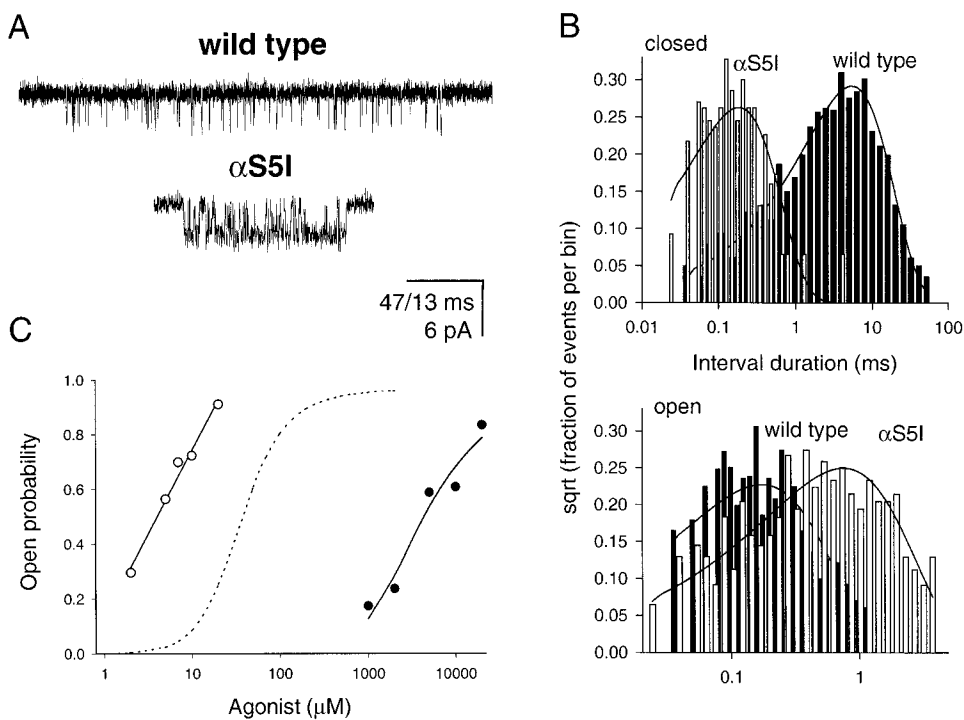 A
wild type
αS5I
47/13 ms
6 pA
B
closed
αS5I
wild type
0.30
0.25
0.20
0.15
0.10
0.05
0.00
0.01
0.1
1
10
100
Interval duration (ms)
sqrt (fraction of events per bin)
open
wild type
αS5I
0.30
0.25
0.20
0.15
0.10
0.05
0.00
0.1
1
C
Open probability
1.0
0.8
0.6
0.4
0.2
0.0
1
10
100
1000
10000
Agonist (μM)